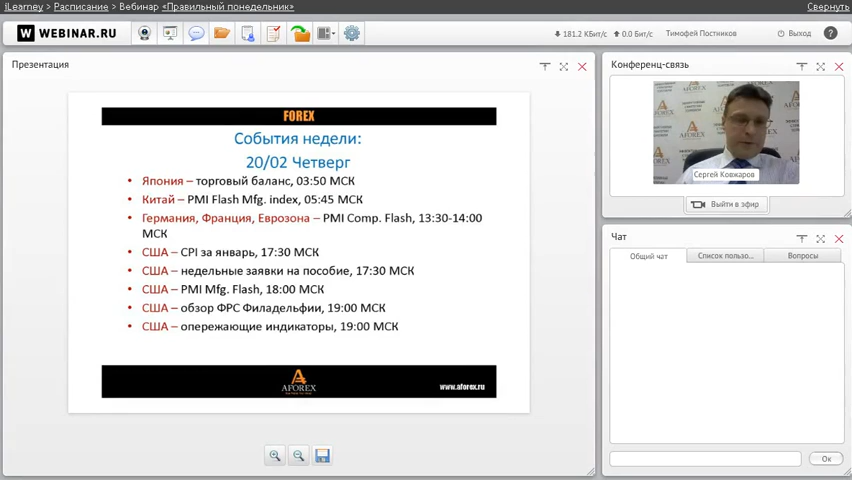 iLearney > Расписание > Вебинар «Правильный понедельник»
Свернуть
W WEBINAR.RU
181.2 КБит/с 0.0 Бит/с
Тимофей Постников
Выход
?
Презентация
FOREX
События недели:
20/02 Четверг
• Япония – торговый баланс, 03:50 МСК
• Китай – PMI Flash Mfg. index, 05:45 МСК
• Германия, Франция, Еврозона – PMI Comp. Flash, 13:30-14:00
МСК
• США – CPI за январь, 17:30 МСК
• США – недельные заявки на пособие, 17:30 МСК
• США – PMI Mfg. Flash, 18:00 МСК
• США – обзор ФРС Филадельфии, 19:00 МСК
• США – опережающие индикаторы, 19:00 МСК
AFOREX
www.aforex.ru
Конференц-связь
AFOREX
Сергей Ковжаров
Выйти в эфир
Чат
Общий чат
Список пользо...
Вопросы
Ок